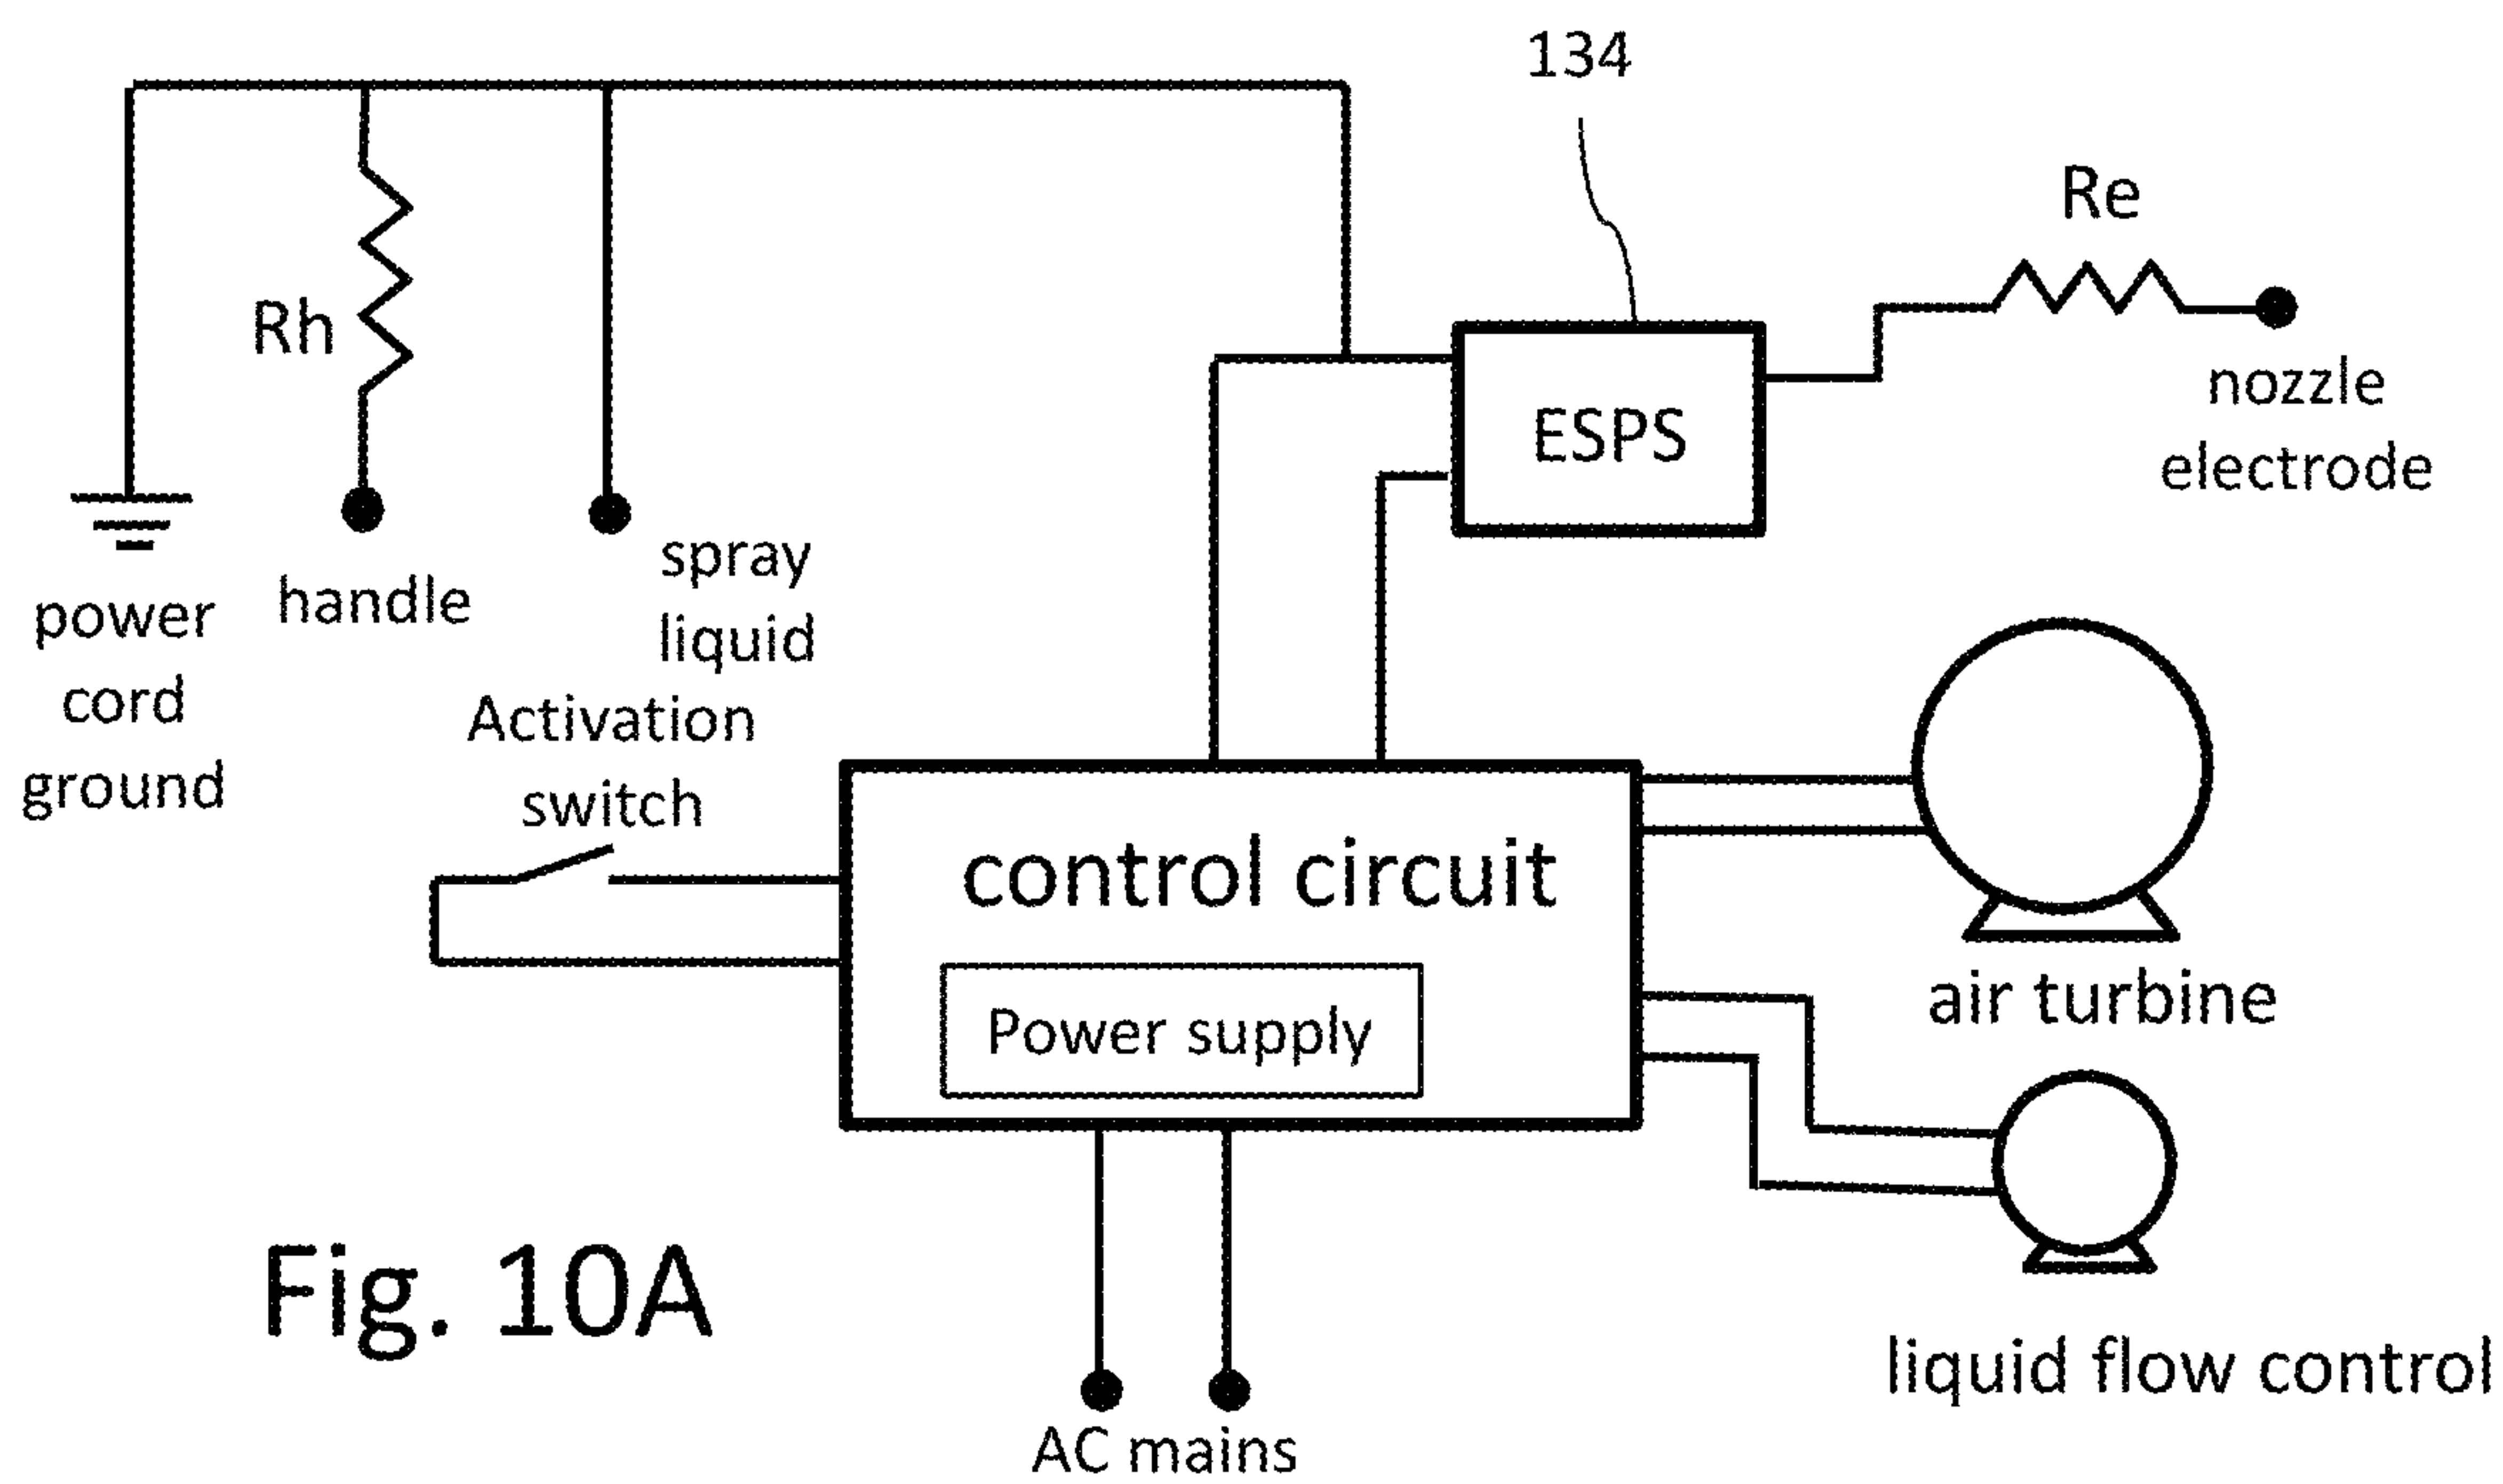 134
Re
Rh
ESPS
nozzle
electrode
spray
liquid
handle
power
cord
ground
Activation
switch
control circuit
Power supply
air turbine
Fig. 10A
liquid flow control
AC mains